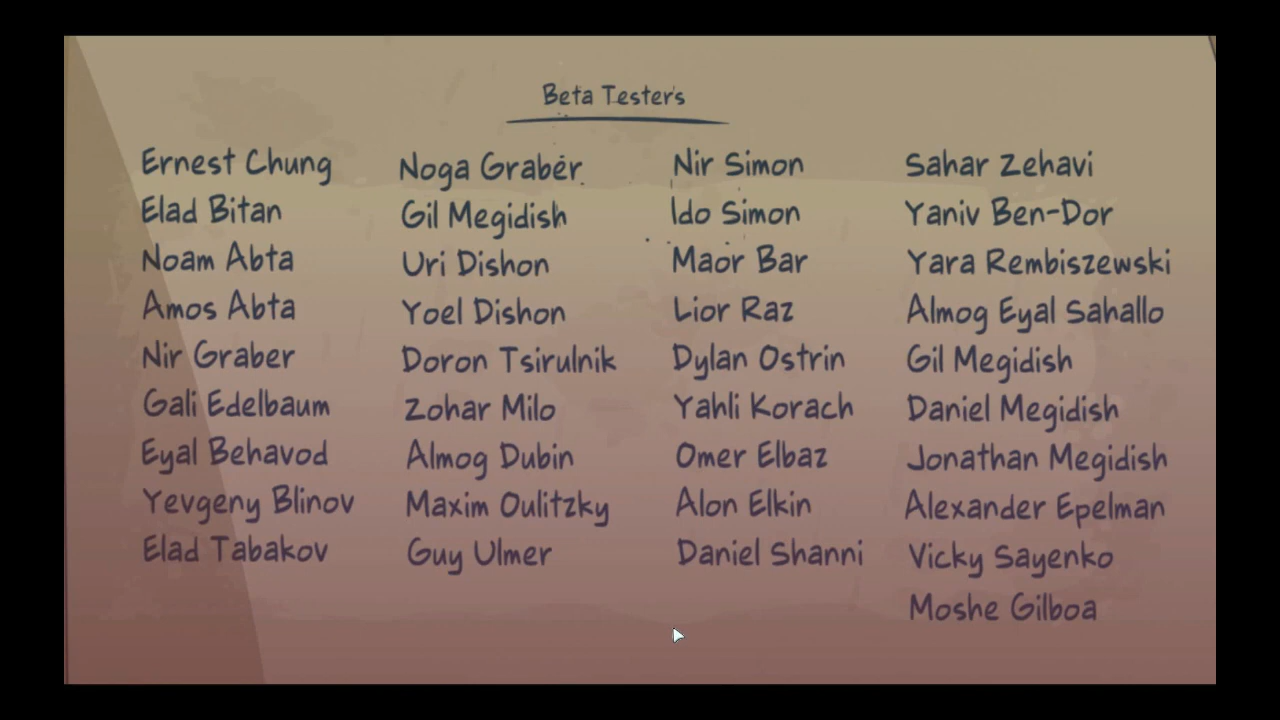 Beta Testers
Ernest Chung
Elad Bitan
Noam Abta
Amos Abta
Nir Graber
Gali Edelbaum
Eyal Behavod
Yevgeny Blinov
Elad Tabakov
Noga Graber
Gil Megidish
Uri Dishon
Yoel Dishon
Doron Tsirulnik
Zohar Milo
Almog Dubin
Maxim Oulitzky
Guy Ulmer
Nir Simon
Ido Simon
Maor Bar
Lior Raz
Dylan Ostrin
Yahli Korach
Omer Elbaz
Alon Elkin
Daniel Shanni
Sahar Zehavi
Yaniv Ben-Dor
Yara Rembiszewski
Almog Eyal Sahallo
Gil Megidish
Daniel Megidish
Jonathan Megidish
Alexander Epelman
Vicky Sayenko
Moshe Gilboa